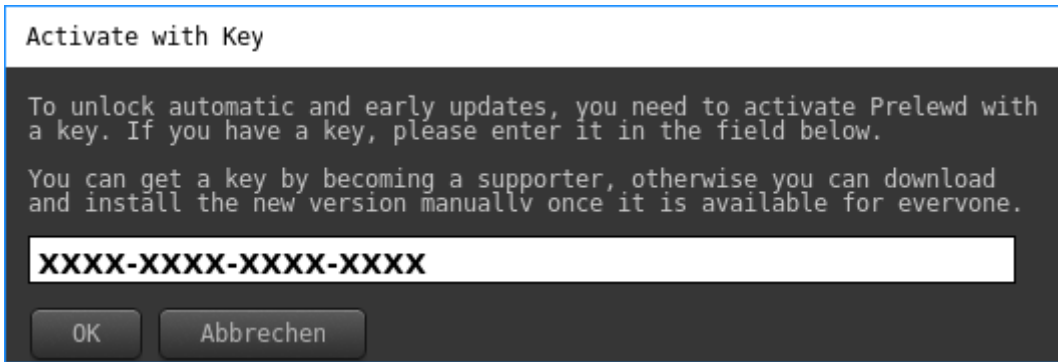 Activate with Key
To unlock automatic and early updates, you need to activate Prelewd with
a key. If you have a key, please enter it in the field below.
You can get a key by becoming a supporter, otherwise you can download
and install the new version manually once it is available for everyone.
XXXX-XXXX-XXXX-XXXX
OK
Abbrechen